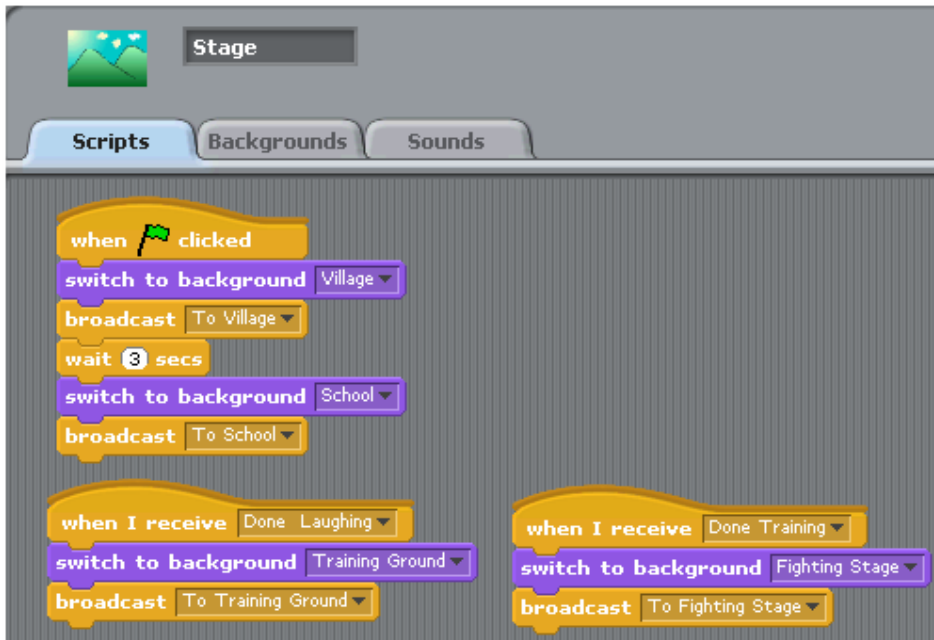 Stage
Scripts Backgrounds Sounds
when clicked
switch to background Village
broadcast To Village
wait 3 secs
switch to background School
broadcast To School
when I receive Done Laughing
switch to background Training Ground
broadcast To Training Ground
when I receive Done Training
switch to background Fighting Stage
broadcast To Fighting Stage